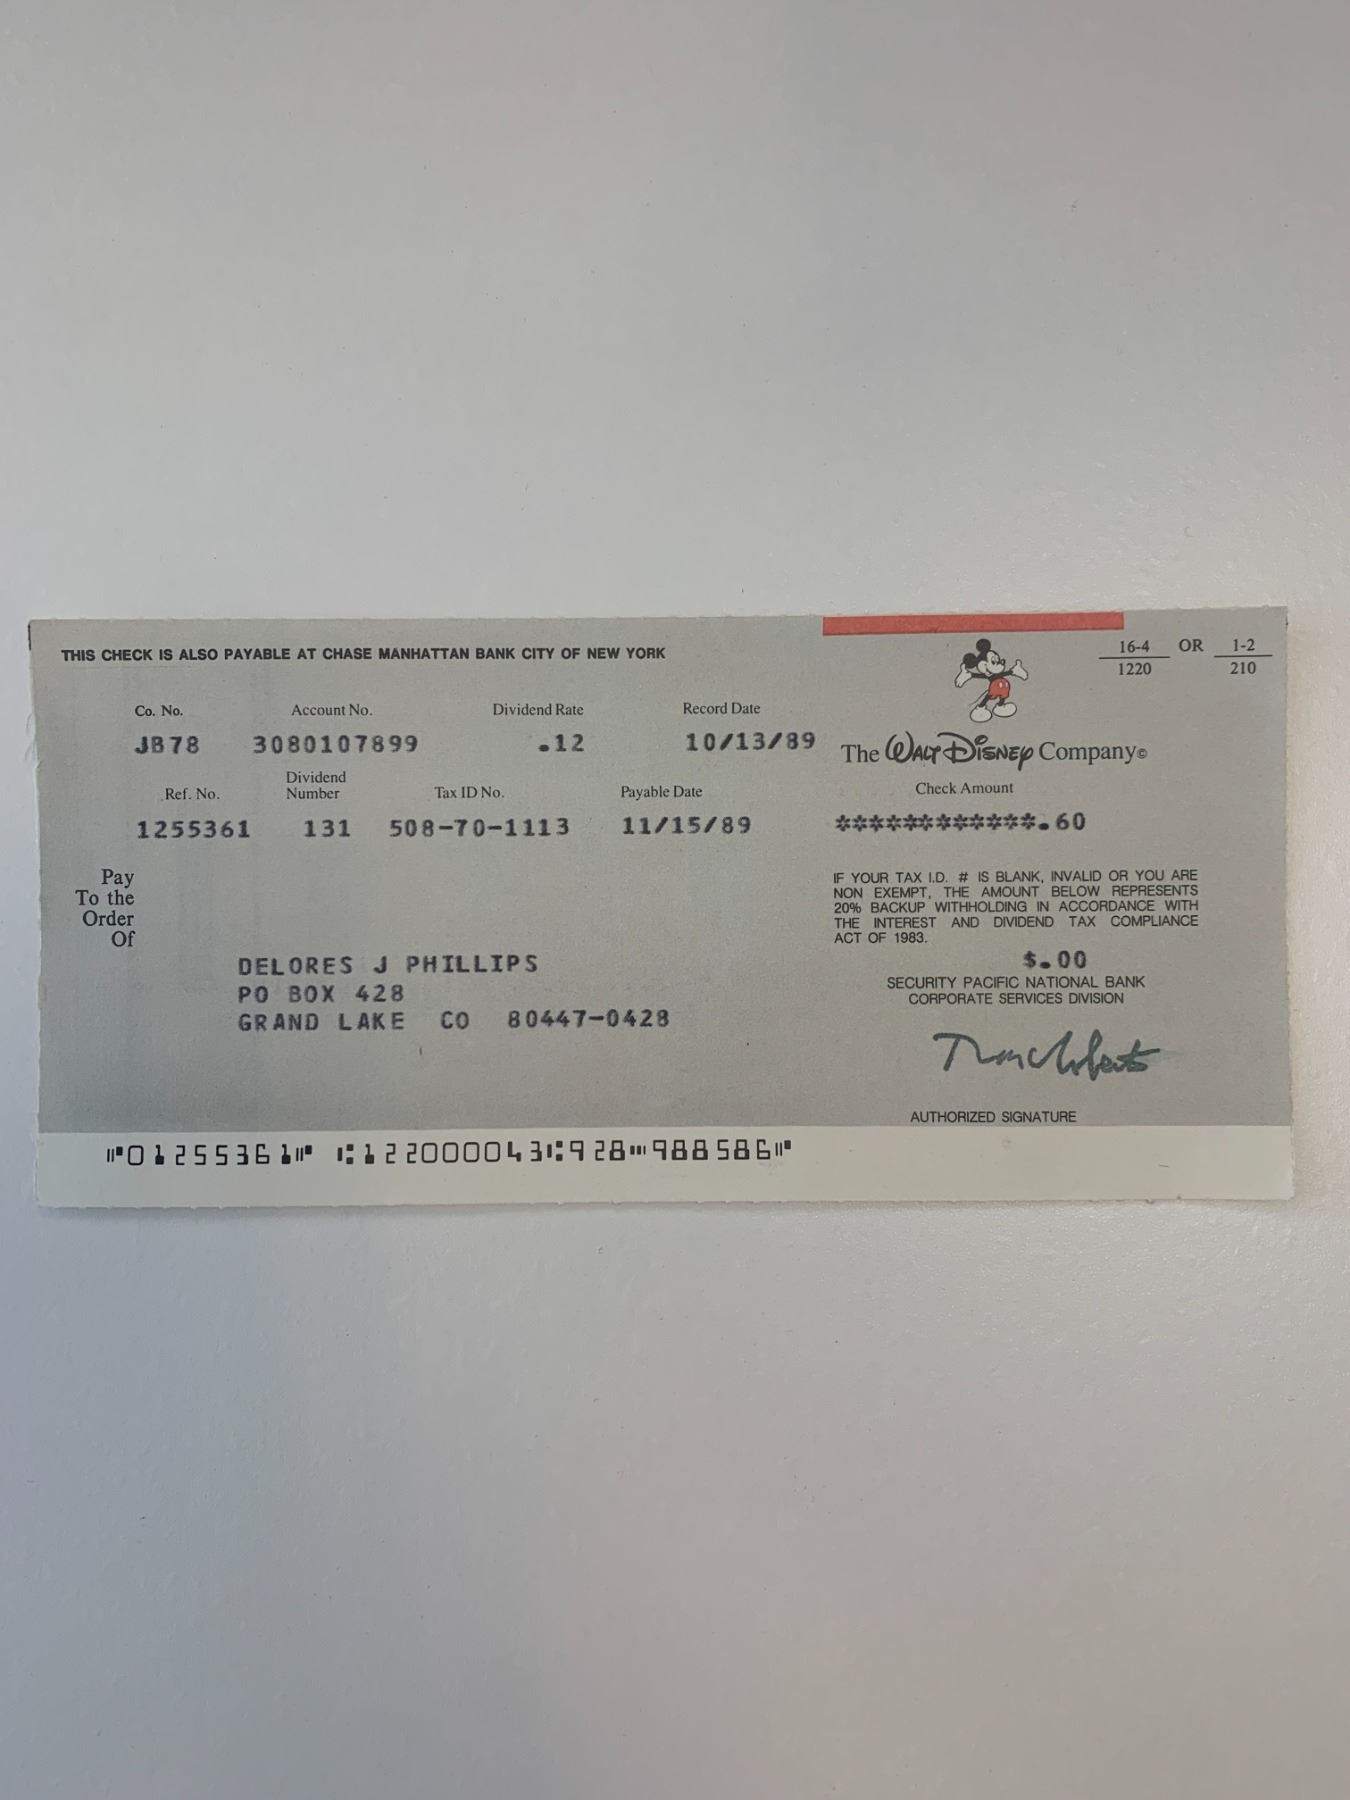 THIS CHECK IS ALSO PAYABLE AT CHASE MANHATTAN BANK CITY OF NEW YORK
16-4 OR 1-2
1220 210
Co. No. Account No. Dividend Rate Record Date
JB78 3080107899 .12 10/13/89
The WALT DISNEY Company©
Ref. No. Dividend Number Tax ID No. Payable Date Check Amount
1255361 131 508-70-1113 11/15/89 ************.60
Pay
To the
Order
Of
DELORES J PHILLIPS
PO BOX 428
GRAND LAKE CO 80447-0428
IF YOUR TAX I.D. # IS BLANK, INVALID OR YOU ARE
NON EXEMPT, THE AMOUNT BELOW REPRESENTS
20% BACKUP WITHHOLDING IN ACCORDANCE WITH
THE INTEREST AND DIVIDEND TAX COMPLIANCE
ACT OF 1983.
$.00
SECURITY PACIFIC NATIONAL BANK
CORPORATE SERVICES DIVISION
AUTHORIZED SIGNATURE
⑈01255361⑈ ⑆122000043⑆928⑉988586⑈